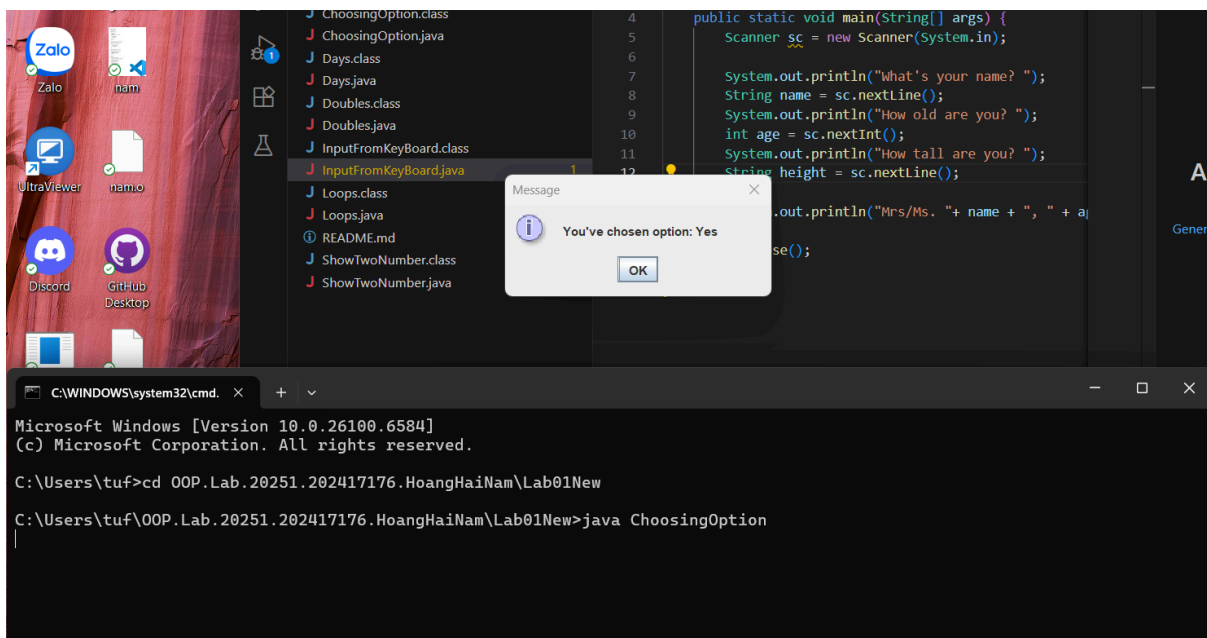 Zalo
Zalo
nam
UltraViewer
nam.o
Discord
GitHub
Desktop
1
ChoosingOption.class
J ChoosingOption.java
J Days.class
J Days.java
J Doubles.class
J Doubles.java
J InputFromKeyBoard.class
J InputFromKeyBoard.java 1
J Loops.class
J Loops.java
README.md
J ShowTwoNumber.class
J ShowTwoNumber.java
4 public static void main(String[] args) {
5 Scanner sc = new Scanner(System.in);
6
7 System.out.println("What's your name? ");
8 String name = sc.nextLine();
9 System.out.println("How old are you? ");
10 int age = sc.nextInt();
11 System.out.println("How tall are you? ");
12 String height = sc.nextLine();
.out.println("Mrs/Ms. "+ name + ", " +
se();
A
Gener
Message
You've chosen option: Yes
OK
C:\WINDOWS\system32\cmd.
Microsoft Windows [Version 10.0.26100.6584]
(c) Microsoft Corporation. All rights reserved.
C:\Users\tuf>cd OOP.Lab.20251.202417176.HoangHaiNam\Lab01New
C:\Users\tuf\OOP.Lab.20251.202417176.HoangHaiNam\Lab01New>java ChoosingOption